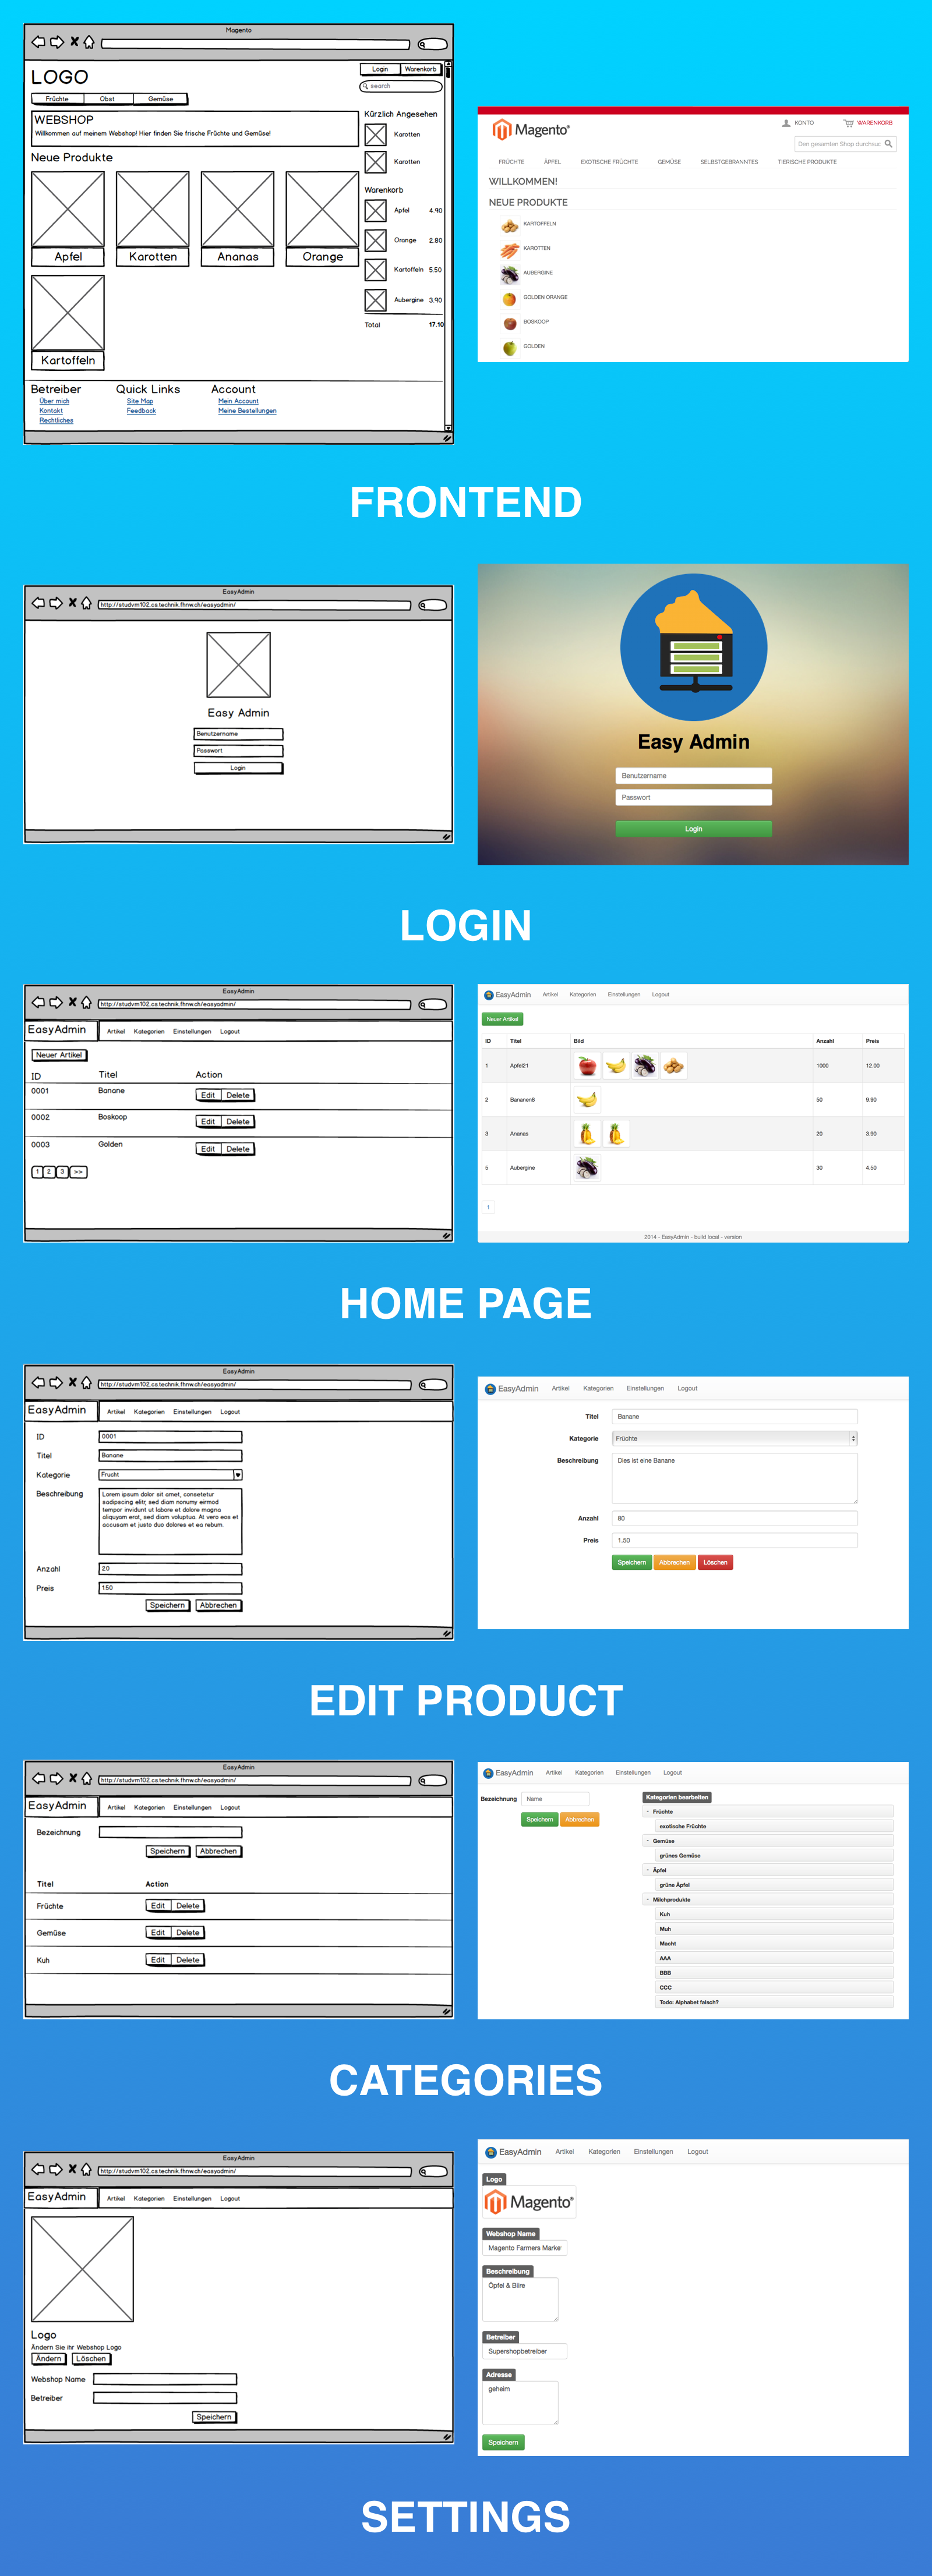 Magento
LOGO
Login Warenkorb
search
Früchte Obst Gemüse
WEBSHOP
Willkommen auf meinem Webshop! Hier finden Sie frische Früchte und Gemüse!
Neue Produkte
Apfel Karotten Ananas Orange
Kartoffeln
Kürzlich Angesehen
Karotten
Karotten
Warenkorb
Apfel 4.90
Orange 2.80
Kartoffeln 5.50
Aubergine 3.90
Total 17.10
Betreiber Quick Links Account
Über mich Site Map Mein Account
Kontakt Feedback Meine Bestellungen
Rechtliches
Magento®
KONTO WARENKORB
Den gesamten Shop durchsuc
FRÜCHTE ÄPFEL EXOTISCHE FRÜCHTE GEMÜSE SELBSTGEBRANNTES TIERISCHE PRODUKTE
WILLKOMMEN!
NEUE PRODUKTE
KARTOFFELN
KAROTTEN
AUBERGINE
GOLDEN ORANGE
BOSKOOP
GOLDEN
FRONTEND
EasyAdmin
http://studvm102.cs.technik.fhnw.ch/easyadmin/
Easy Admin
Benutzername
Passwort
Login
Easy Admin
Benutzername
Passwort
Login
LOGIN
EasyAdmin
http://studvm102.cs.technik.fhnw.ch/easyadmin/
EasyAdmin Artikel Kategorien Einstellungen Logout
Neuer Artikel
ID Titel Action
0001 Banane Edit Delete
0002 Boskoop Edit Delete
0003 Golden Edit Delete
1 2 3 >>
EasyAdmin Artikel Kategorien Einstellungen Logout
Neuer Artikel
ID Titel Bild Anzahl Preis
1 Apfel21 1000 12.00
2 Bananen8 50 9.90
3 Ananas 20 3.90
5 Aubergine 30 4.50
1
2014 - EasyAdmin - build local - version
HOME PAGE
EasyAdmin
http://studvm102.cs.technik.fhnw.ch/easyadmin/
EasyAdmin Artikel Kategorien Einstellungen Logout
ID 0001
Titel Banane
Kategorie Frucht
Beschreibung Lorem ipsum dolor sit amet, consetetur
sadipscing elitr, sed diam nonumy eirmod
tempor invidunt ut labore et dolore magna
aliquyam erat, sed diam voluptua. At vero eos et
accusam et justo duo dolores et ea rebum.
Anzahl 20
Preis 1.50
Speichern Abbrechen
EasyAdmin Artikel Kategorien Einstellungen Logout
Titel Banane
Kategorie Früchte
Beschreibung Dies ist eine Banane
Anzahl 80
Preis 1.50
Speichern Abbrechen Löschen
EDIT PRODUCT
EasyAdmin
http://studvm102.cs.technik.fhnw.ch/easyadmin/
EasyAdmin Artikel Kategorien Einstellungen Logout
Bezeichnung
Speichern Abbrechen
Titel Action
Früchte Edit Delete
Gemüse Edit Delete
Kuh Edit Delete
EasyAdmin Artikel Kategorien Einstellungen Logout
Bezeichnung Name
Speichern Abbrechen
Kategorien bearbeiten
- Früchte
exotische Früchte
- Gemüse
grünes Gemüse
- Äpfel
grüne Äpfel
- Milchprodukte
Kuh
Muh
Macht
AAA
BBB
CCC
Todo: Alphabet falsch?
CATEGORIES
EasyAdmin
http://studvm102.cs.technik.fhnw.ch/easyadmin/
EasyAdmin Artikel Kategorien Einstellungen Logout
Logo
Ändern Sie ihr Webshop Logo
Ändern Löschen
Webshop Name
Betreiber
Speichern
EasyAdmin Artikel Kategorien Einstellungen Logout
Logo
Magento®
Webshop Name
Magento Farmers Marke
Beschreibung
Öpfel & Biire
Betreiber
Supershopbetreiber
Adresse
geheim
Speichern
SETTINGS